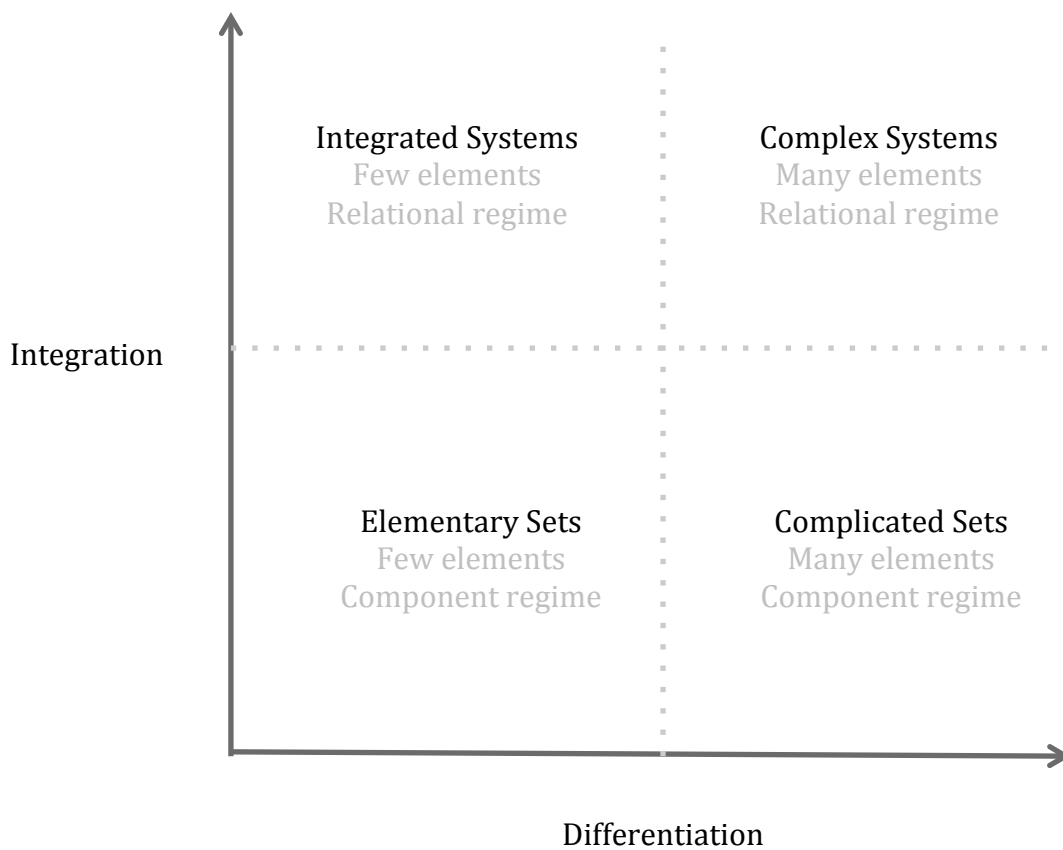 Integrated Systems
Few elements
Relational regime
Complex Systems
Many elements
Relational regime
Integration
Elementary Sets
Few elements
Component regime
Complicated Sets
Many elements
Component regime
Differentiation